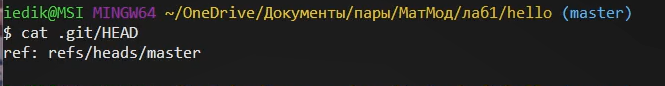 iedik@MSI MINGW64 ~/OneDrive/Документы/пары/МатМод/лаб1/hello (master)
$ cat .git/HEAD
ref: refs/heads/master